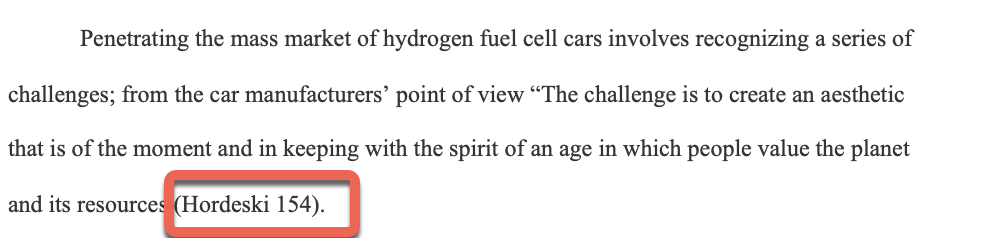 Penetrating the mass market of hydrogen fuel cell cars involves recognizing a series of
challenges; from the car manufacturers’ point of view “The challenge is to create an aesthetic
that is of the moment and in keeping with the spirit of an age in which people value the planet
and its resources (Hordeski 154).